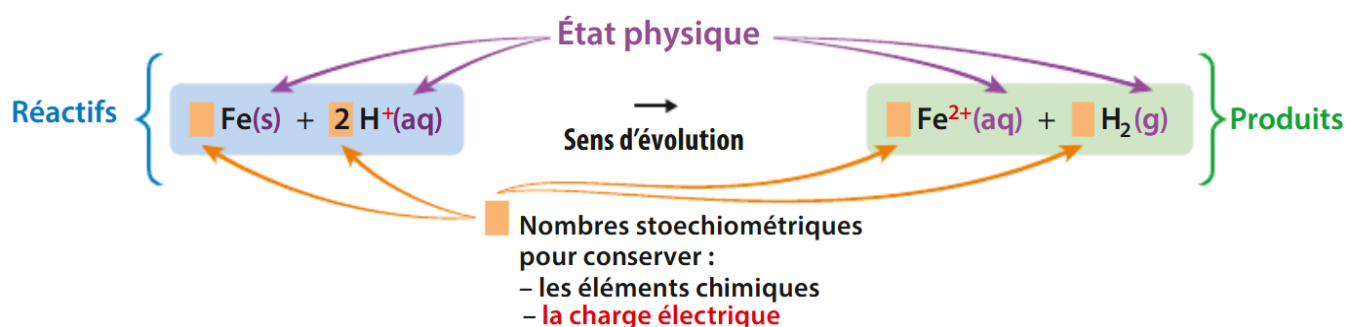 État physique
Réactifs
Fe(s) + 2 H⁺(aq)
→
Sens d'évolution
Fe²⁺(aq) + H₂(g)
Produits
Nombres stoechiométriques
pour conserver :
– les éléments chimiques
– la charge électrique